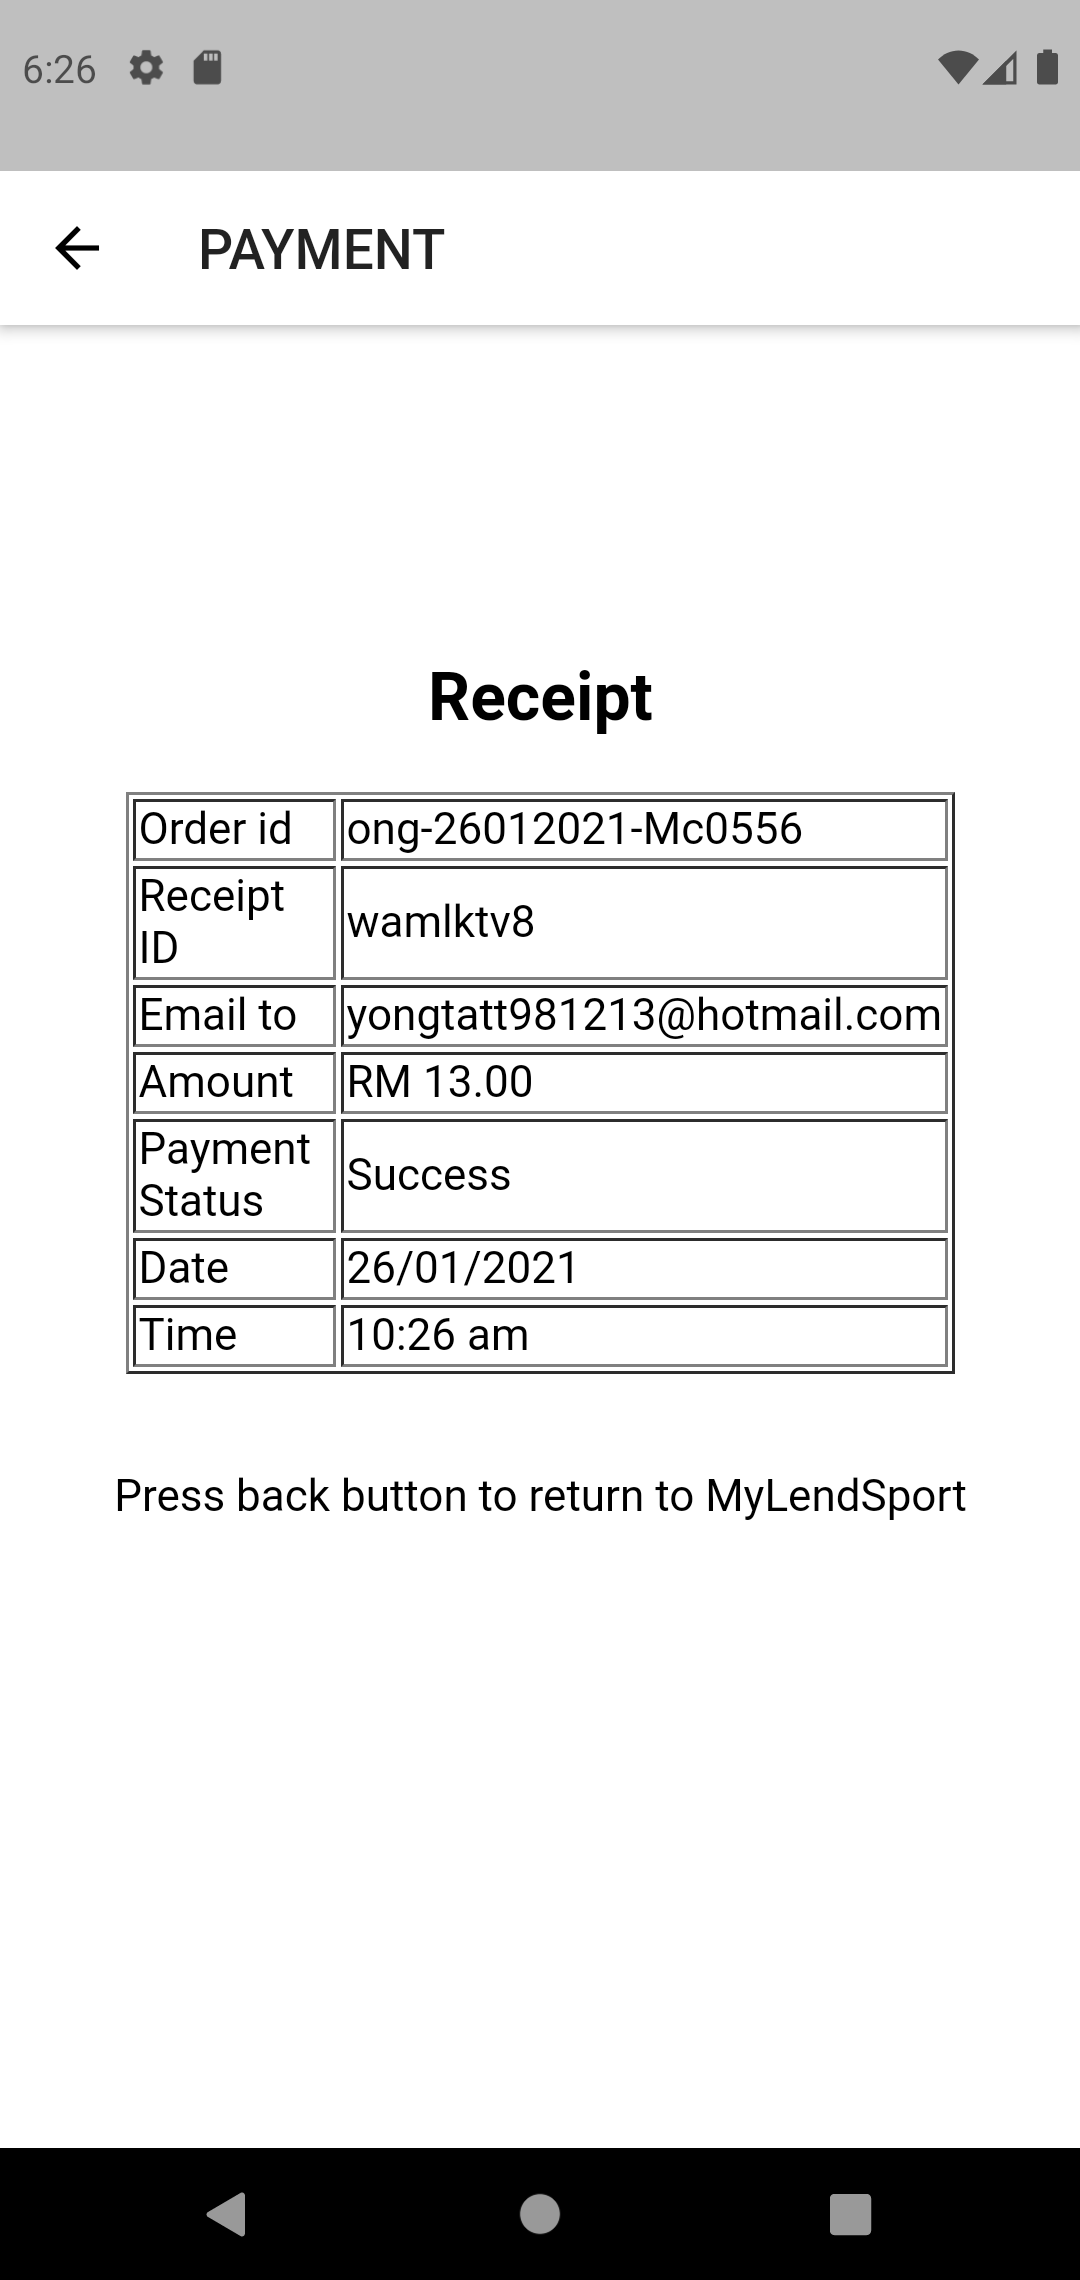 6:26
PAYMENT
Receipt
Order id ong-26012021-Mc0556
Receipt
ID
wamlktv8
Email to yongtatt981213@hotmail.com
Amount RM 13.00
Payment
Status
Success
Date 26/01/2021
Time 10:26 am
Press back button to return to MyLendSport